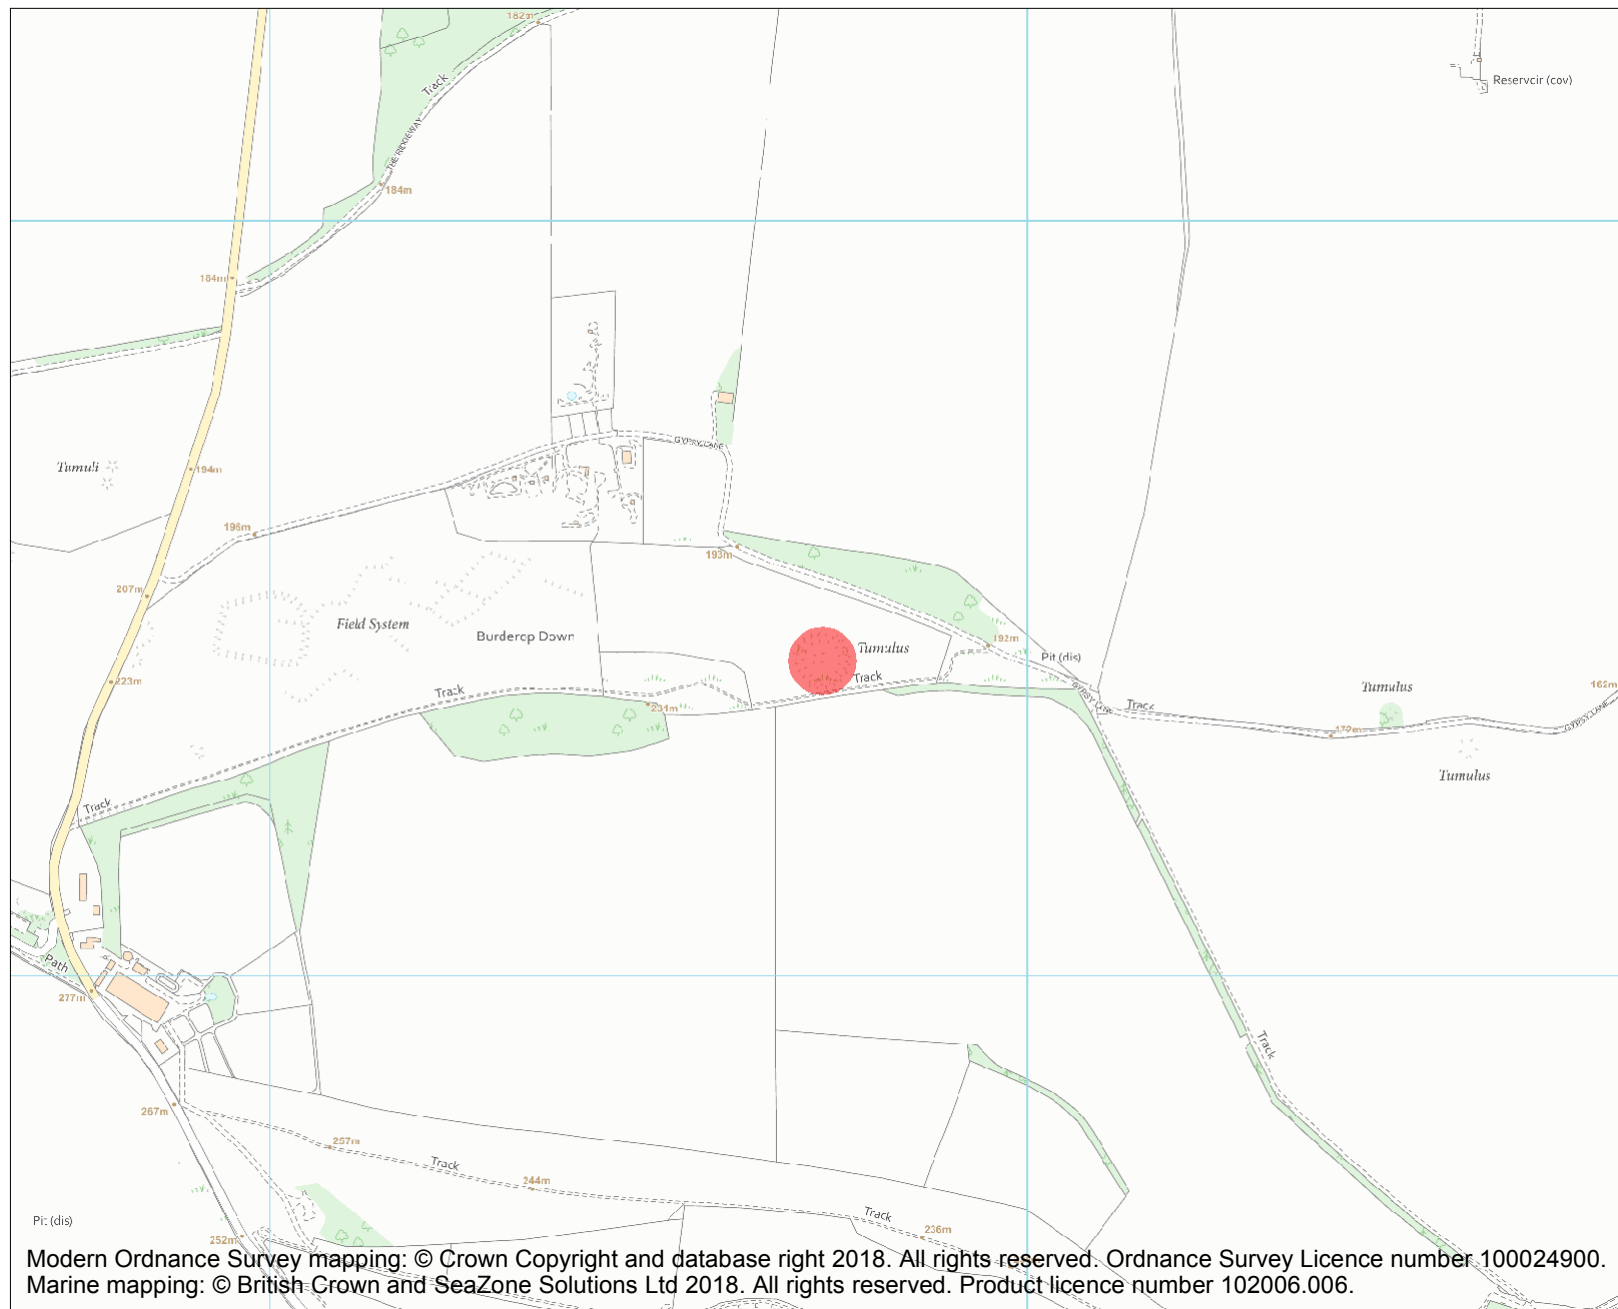 182m
Reservcir (cov)
Track
THE RIDGEWAY
184m
184m
GYPSY LANE
Tumuli
194m
196m
193m
207m
Field System
Burderop Down
192m
Tumulus
Pit (dis)
Track
223m
Track
231m
GYPSY LANE
Track
Tumulus
162m
GYPSY LANE
172m
Tumulus
Track
Path
277m
Track
267m
257m
Track
244m
Track
236m
Pit (dis)
252m
Modern Ordnance Survey mapping: © Crown Copyright and database right 2018. All rights reserved. Ordnance Survey Licence number 100024900.
Marine mapping: © British Crown and SeaZone Solutions Ltd 2018. All rights reserved. Product licence number 102006.006.